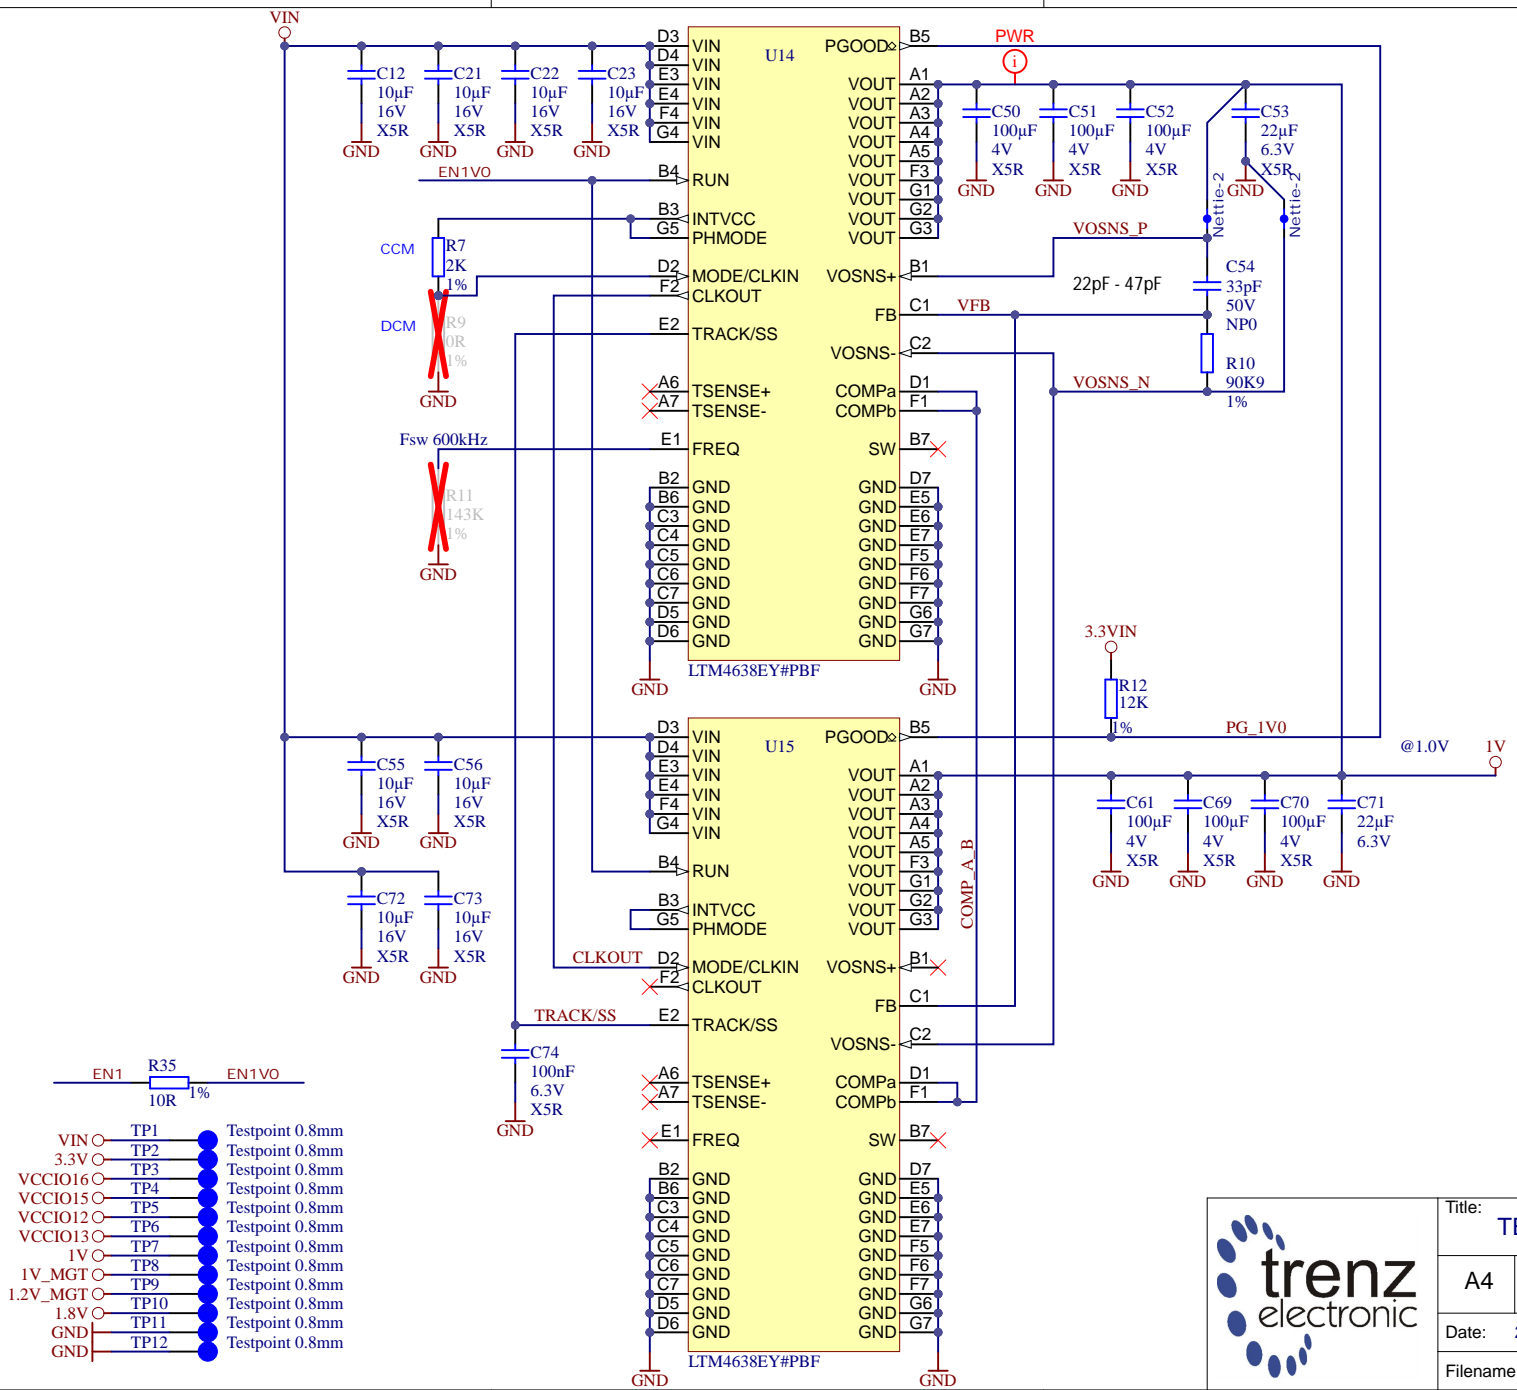 VIN
C12
10µF
16V
X5R
GND
C21
10µF
16V
X5R
GND
C22
10µF
16V
X5R
GND
C23
10µF
16V
X5R
GND
EN1V0
CCM
R7
2K
1%
DCM
R9
0R
1%
GND
Fsw 600kHz
R11
143K
1%
GND
U14
D3 VIN
D4 VIN
E3 VIN
E4 VIN
F4 VIN
G4 VIN
B4 RUN
B3 INTVCC
G5 PHMODE
D2 MODE/CLKIN
F2 CLKOUT
E2 TRACK/SS
A6 TSENSE+
A7 TSENSE-
E1 FREQ
B2 GND
B6 GND
C3 GND
C4 GND
C5 GND
C6 GND
C7 GND
D5 GND
D6 GND
GND
PGOOD B5
VOUT A1
VOUT A2
VOUT A3
VOUT A4
VOUT A5
VOUT F3
VOUT G1
VOUT G2
VOUT G3
VOSNS+ B1
FB C1
VOSNS- C2
COMPa D1
COMPb F1
SW B7
GND D7
GND E5
GND E6
GND E7
GND F5
GND F6
GND F7
GND G6
GND G7
GND
LTM4638EY#PBF
PWR
i
C50
100µF
4V
X5R
GND
C51
100µF
4V
X5R
GND
C52
100µF
4V
X5R
GND
C53
22µF
6.3V
X5R
GND
Nettie-2
Nettie-2
VOSNS_P
22pF - 47pF
C54
33pF
50V
NP0
VFB
R10
90K9
1%
VOSNS_N
3.3VIN
R12
12K
1%
PG_1V0
@1.0V
1V
C61
100µF
4V
X5R
GND
C69
100µF
4V
X5R
GND
C70
100µF
4V
X5R
GND
C71
22µF
6.3V
GND
COMP_A_B
C55
10µF
16V
X5R
GND
C56
10µF
16V
X5R
GND
C72
10µF
16V
X5R
GND
C73
10µF
16V
X5R
GND
CLKOUT
TRACK/SS
C74
100nF
6.3V
X5R
GND
U15
D3 VIN
D4 VIN
E3 VIN
E4 VIN
F4 VIN
G4 VIN
B4 RUN
B3 INTVCC
G5 PHMODE
D2 MODE/CLKIN
F2 CLKOUT
E2 TRACK/SS
A6 TSENSE+
A7 TSENSE-
E1 FREQ
B2 GND
B6 GND
C3 GND
C4 GND
C5 GND
C6 GND
C7 GND
D5 GND
D6 GND
GND
PGOOD B5
VOUT A1
VOUT A2
VOUT A3
VOUT A4
VOUT A5
VOUT F3
VOUT G1
VOUT G2
VOUT G3
VOSNS+ B1
FB C1
VOSNS- C2
COMPa D1
COMPb F1
SW B7
GND D7
GND E5
GND E6
GND E7
GND F5
GND F6
GND F7
GND G6
GND G7
GND
LTM4638EY#PBF
EN1
R35
10R
1%
EN1V0
VIN TP1 Testpoint 0.8mm
3.3V TP2 Testpoint 0.8mm
VCCIO16 TP3 Testpoint 0.8mm
VCCIO15 TP4 Testpoint 0.8mm
VCCIO12 TP5 Testpoint 0.8mm
VCCIO13 TP6 Testpoint 0.8mm
1V TP7 Testpoint 0.8mm
1V_MGT TP8 Testpoint 0.8mm
1.2V_MGT TP9 Testpoint 0.8mm
1.8V TP10 Testpoint 0.8mm
GND TP11 Testpoint 0.8mm
GND TP12 Testpoint 0.8mm
trenz
electronic
Title:
A4
Date:
Filename